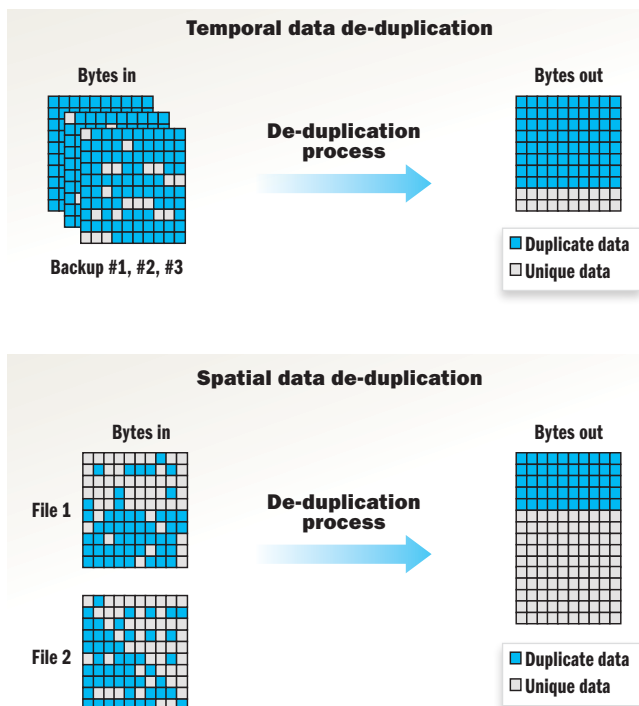 Temporal data de-duplication
Bytes in
Bytes out
De-duplication
process
Backup #1, #2, #3
Duplicate data
Unique data
Spatial data de-duplication
Bytes in
Bytes out
File 1
De-duplication
process
File 2
Duplicate data
Unique data